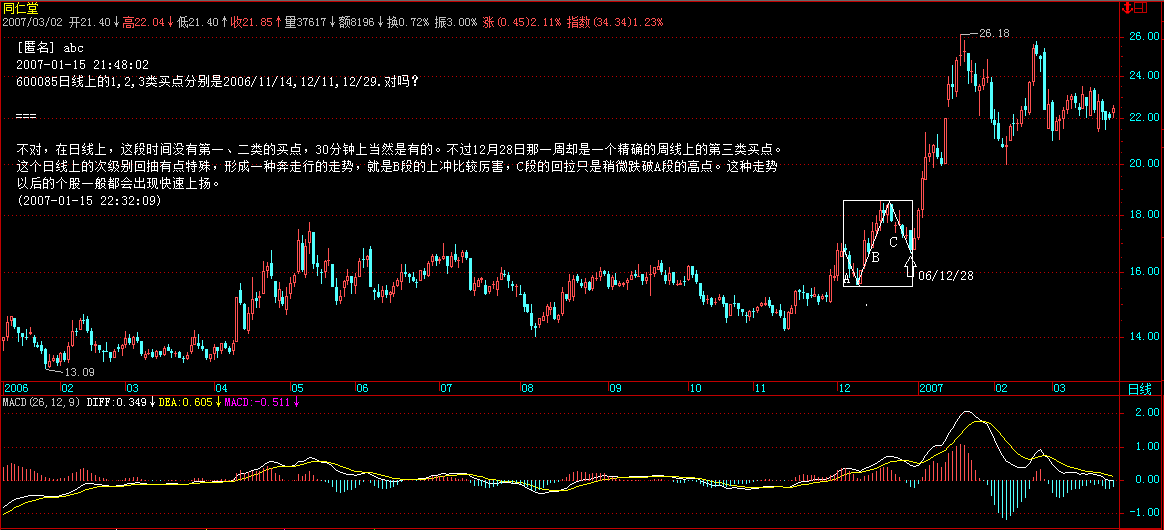 同仁堂
2007/03/02 开21.40↓高22.04↓低21.40↑收21.85↑量37617↓额8196↓换0.72% 振3.00% 涨(0.45)2.11% 指数(34.34)1.23%
[匿名] abc
2007-01-15 21:48:02
600085日线上的1,2,3类买点分别是2006/11/14,12/11,12/29.对吗?
===
不对，在日线上，这段时间没有第一、二类的买点，30分钟上当然是有的。不过12月28日那一周却是一个精确的周线上的第三类买点。
这个日线上的次级别回抽有点特殊，形成一种奔走行的走势，就是B段的上冲比较厉害，C段的回拉只是稍微跌破A段的高点。这种走势
以后的个股一般都会出现快速上扬。
(2007-01-15 22:32:09)
26.18
26.00
24.00
22.00
20.00
18.00
16.00
14.00
A
B
C
06/12/28
13.09
2006 02 03 04 05 06 07 08 09 10 11 12 2007 02 03 日线
MACD(26,12,9) DIFF:0.349↓DEA:0.605↓MACD:-0.511↓
2.00
1.00
0.00
-1.00